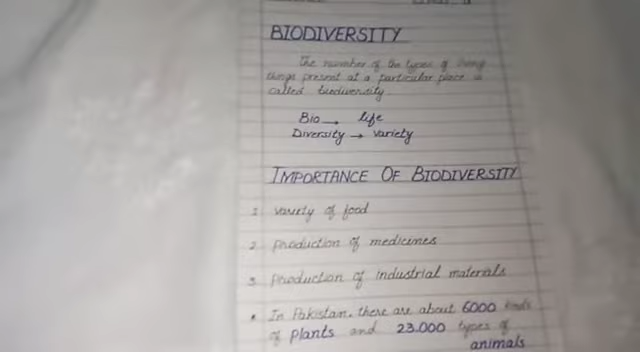 BIODIVERSITY
The number of the types of living
things present at a particular place is
called biodiversity
Bio → life
Diversity → variety
IMPORTANCE OF BIODIVERSITY
1 variety of food
2 production of medicines
3 production of industrial materials
• In Pakistan, there are about 6000 kinds
of plants and 23.000 types of
animals